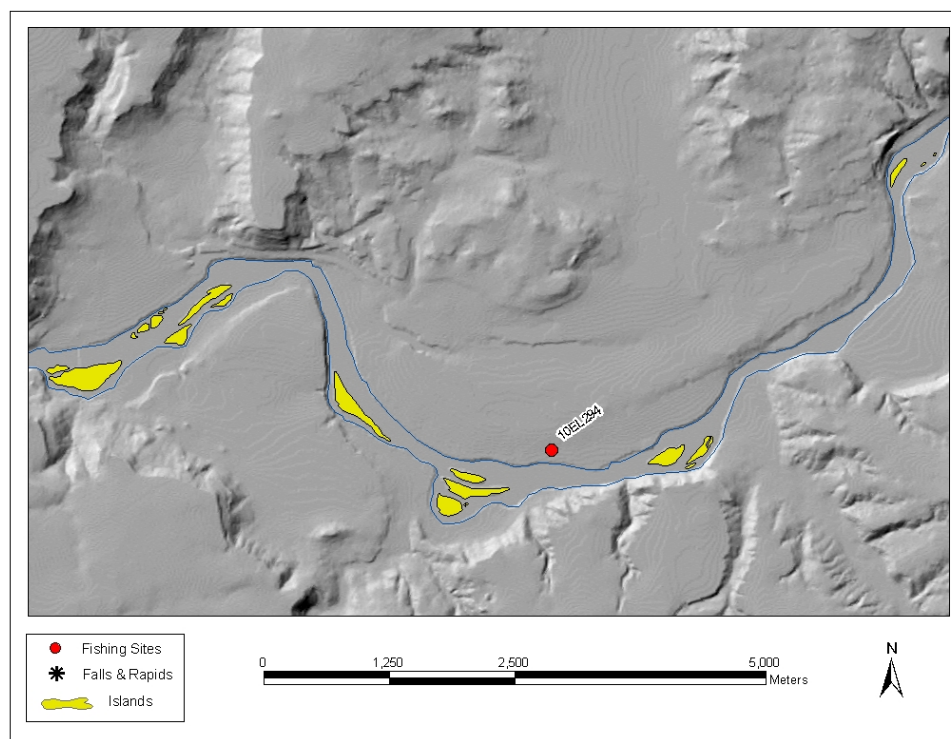 10EL294
Fishing Sites
Falls & Rapids
Islands
0 1,250 2,500 5,000
Meters
N